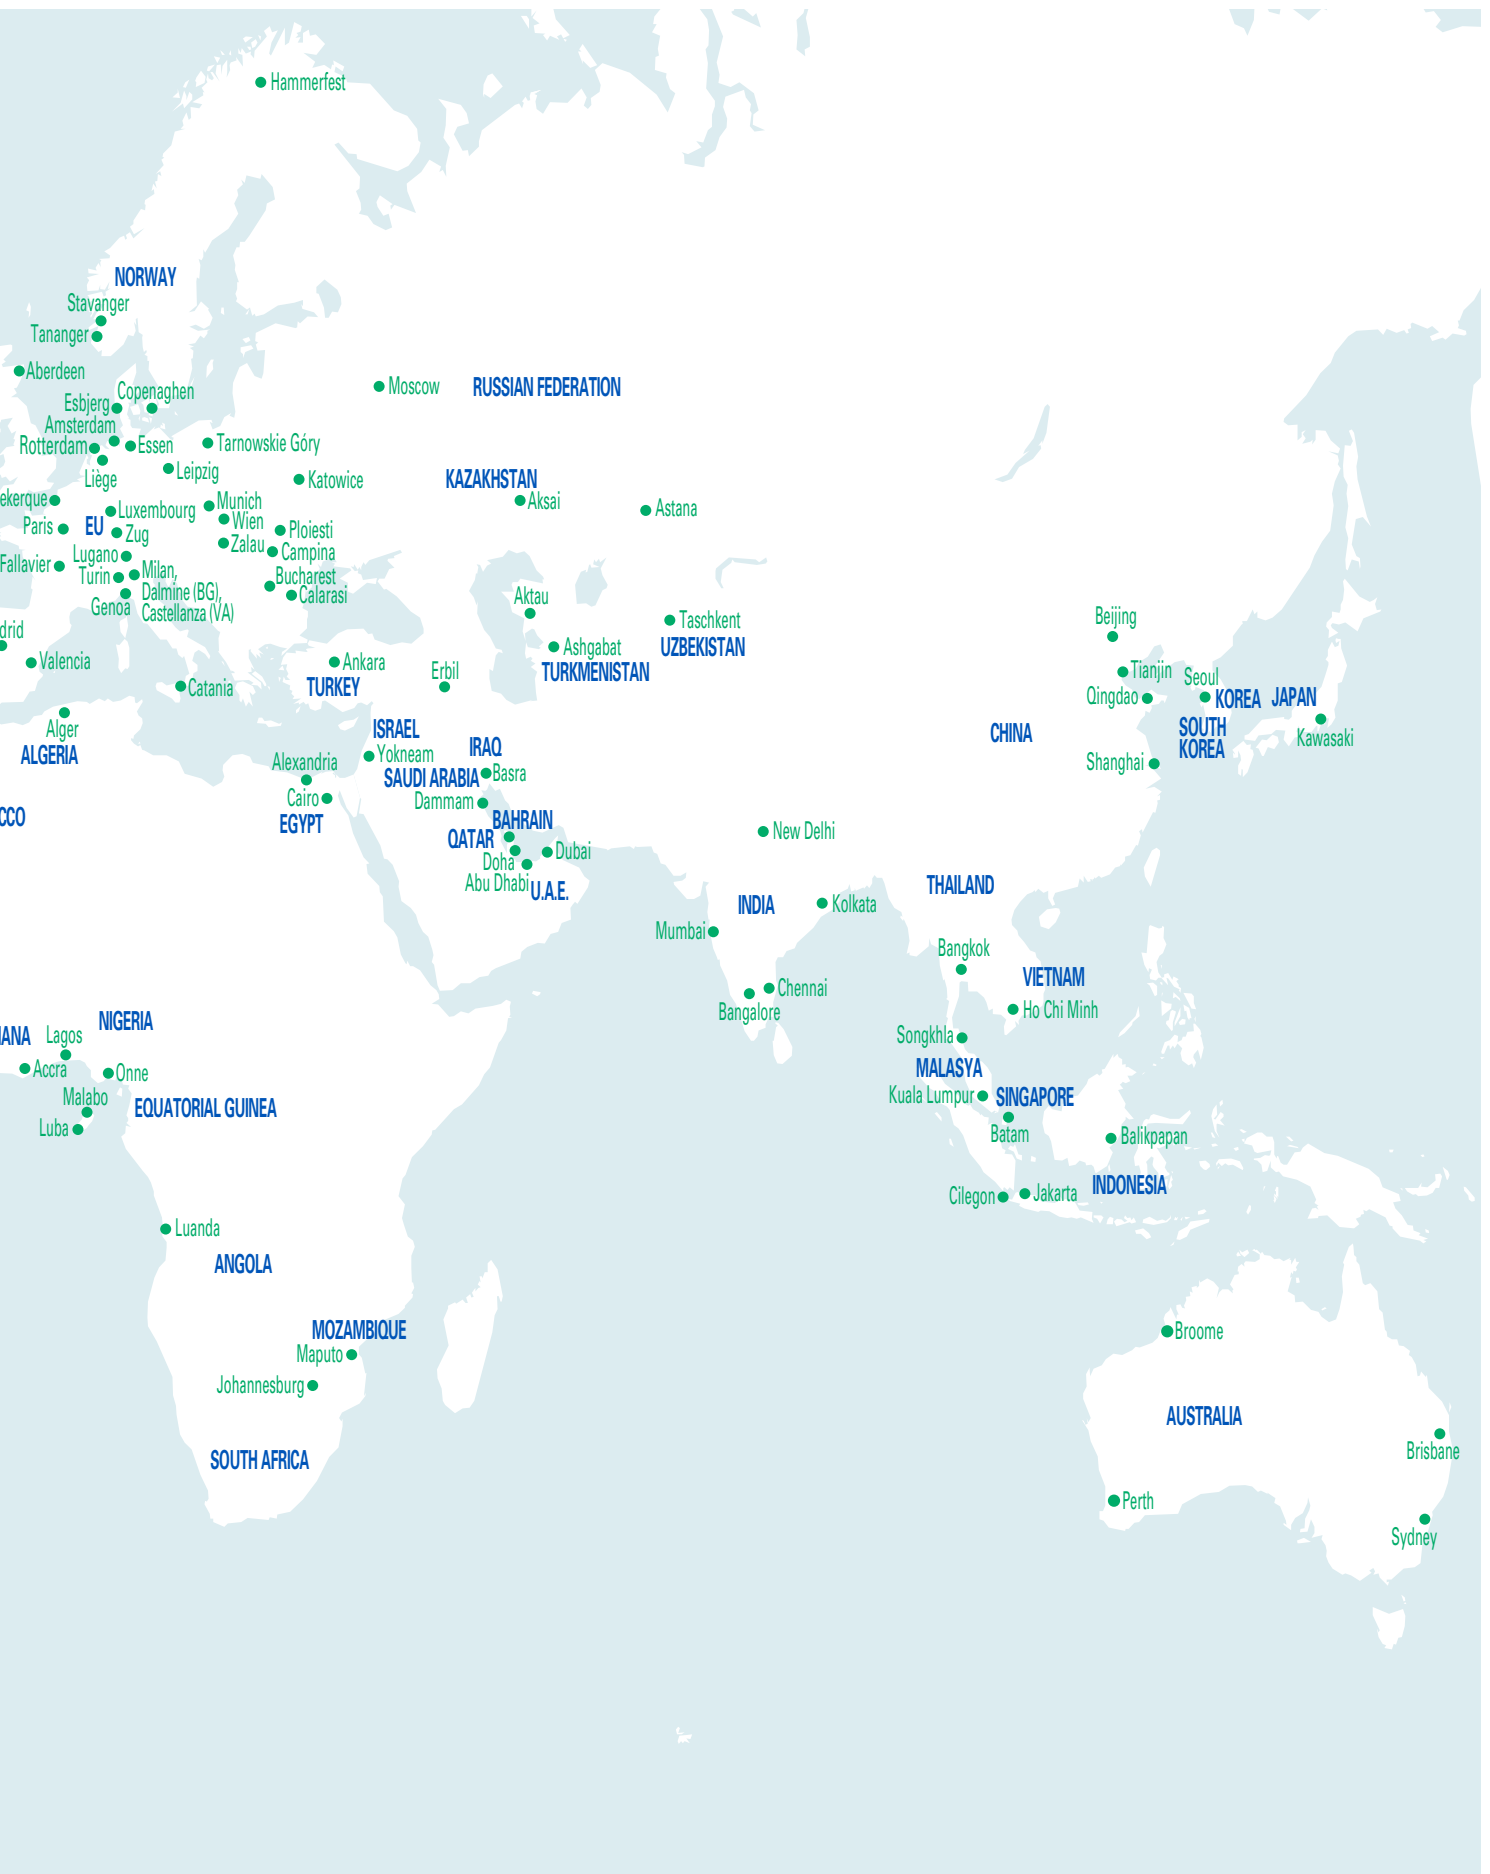 Hammerfest
NORWAY
Stavanger
Tananger
Aberdeen
Copenaghen
Esbjerg
Amsterdam
Rotterdam
Essen
Liège
Moscow
RUSSIAN FEDERATION
Tarnowskie Góry
Leipzig
Katowice
KAZAKHSTAN
Aksai
Astana
ekerque
Luxembourg
Munich
Wien
Paris
EU
Zug
Zalau
Ploiesti
Campina
Fallavier
Lugano
Turin
Milan,
Dalmine (BG),
Castellanza (VA)
Genoa
Bucharest
Calarasi
Aktau
Taschkent
UZBEKISTAN
Ashgabat
TURKMENISTAN
drid
Valencia
Catania
Ankara
TURKEY
Erbil
Alger
ALGERIA
ISRAEL
Yokneam
IRAQ
Basra
SAUDI ARABIA
Dammam
Alexandria
Cairo
EGYPT
BAHRAIN
QATAR
Doha
Dubai
Abu Dhabi
U.A.E.
CCO
Beijing
Tianjin
Qingdao
Seoul
KOREA
JAPAN
SOUTH
KOREA
Kawasaki
CHINA
Shanghai
New Delhi
INDIA
Kolkata
Mumbai
Chennai
Bangalore
THAILAND
Bangkok
VIETNAM
Ho Chi Minh
Songkhla
MALASYA
Kuala Lumpur
SINGAPORE
Batam
Balikpapan
INDONESIA
Cilegon
Jakarta
NIGERIA
ANA
Lagos
Accra
Onne
Malabo
EQUATORIAL GUINEA
Luba
Luanda
ANGOLA
MOZAMBIQUE
Maputo
Johannesburg
SOUTH AFRICA
Broome
AUSTRALIA
Brisbane
Perth
Sydney